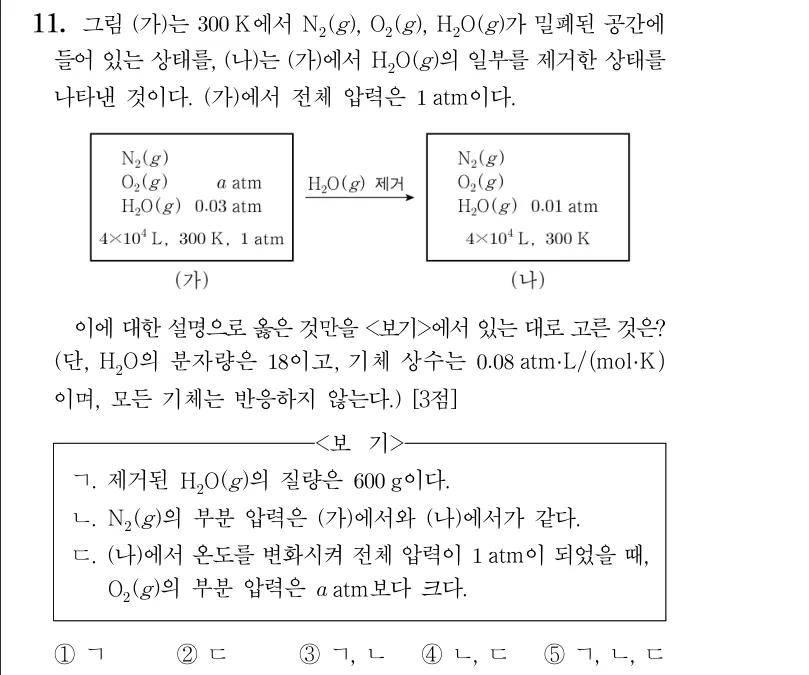 11. 그림 (가)는 300 K에서 N₂(g), O₂(g), H₂O(g)가 밀폐된 공간에
들어 있는 상태를, (나)는 (가)에서 H₂O(g)의 일부를 제거한 상태를
나타낸 것이다. (가)에서 전체 압력은 1 atm이다.
N₂(g)
O₂(g) a atm
H₂O(g) 0.03 atm
4×10⁴ L, 300 K, 1 atm
(가)
H₂O(g) 제거
N₂(g)
O₂(g)
H₂O(g) 0.01 atm
4×10⁴ L, 300 K
(나)
이에 대한 설명으로 옳은 것만을 <보기>에서 있는 대로 고른 것은?
(단, H₂O의 분자량은 18이고, 기체 상수는 0.08 atm·L/(mol·K)
이며, 모든 기체는 반응하지 않는다.) [3점]
<보 기>
ㄱ. 제거된 H₂O(g)의 질량은 600 g이다.
ㄴ. N₂(g)의 부분 압력은 (가)에서와 (나)에서가 같다.
ㄷ. (나)에서 온도를 변화시켜 전체 압력이 1 atm이 되었을 때,
O₂(g)의 부분 압력은 a atm보다 크다.
① ㄱ ② ㄷ ③ ㄱ, ㄴ ④ ㄴ, ㄷ ⑤ ㄱ, ㄴ, ㄷ